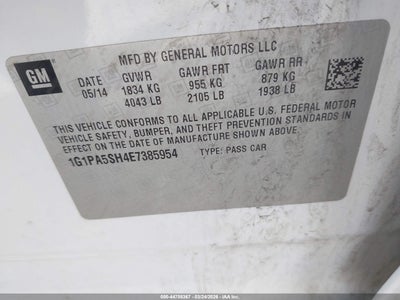 GM
MFD BY GENERAL MOTORS LLC
DATE GVWR GAWR FRT GAWR RR
05/14 1834 KG 955 KG 879 KG
4043 LB 2105 LB 1938 LB
THIS VEHICLE CONFORMS TO ALL APPLICABLE U.S. FEDERAL MOTOR
VEHICLE SAFETY, BUMPER, AND THEFT PREVENTION STANDARDS IN
EFFECT ON THE DATE OF MANUFACTURE SHOWN ABOVE.
1G1PA5SH4E7385954 TYPE: PASS CAR